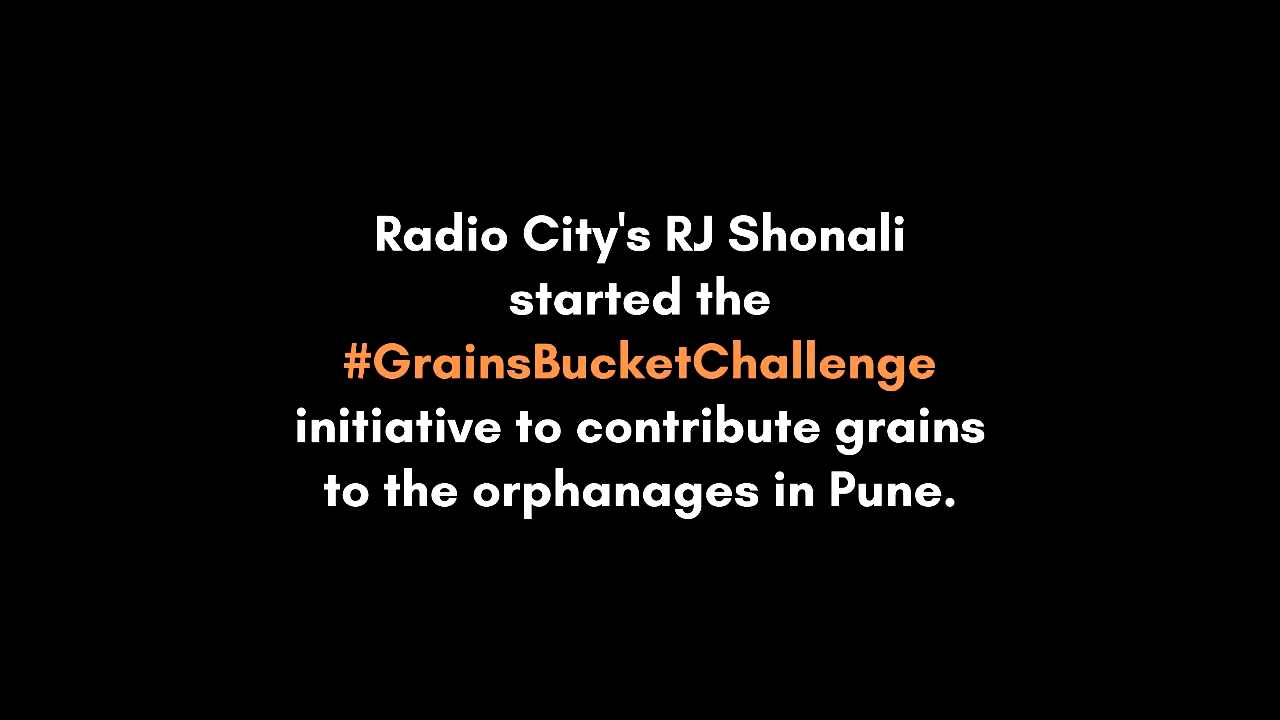 Radio City's RJ Shonali
started the
#GrainsBucketChallenge
initiative to contribute grains
to the orphanages in Pune.